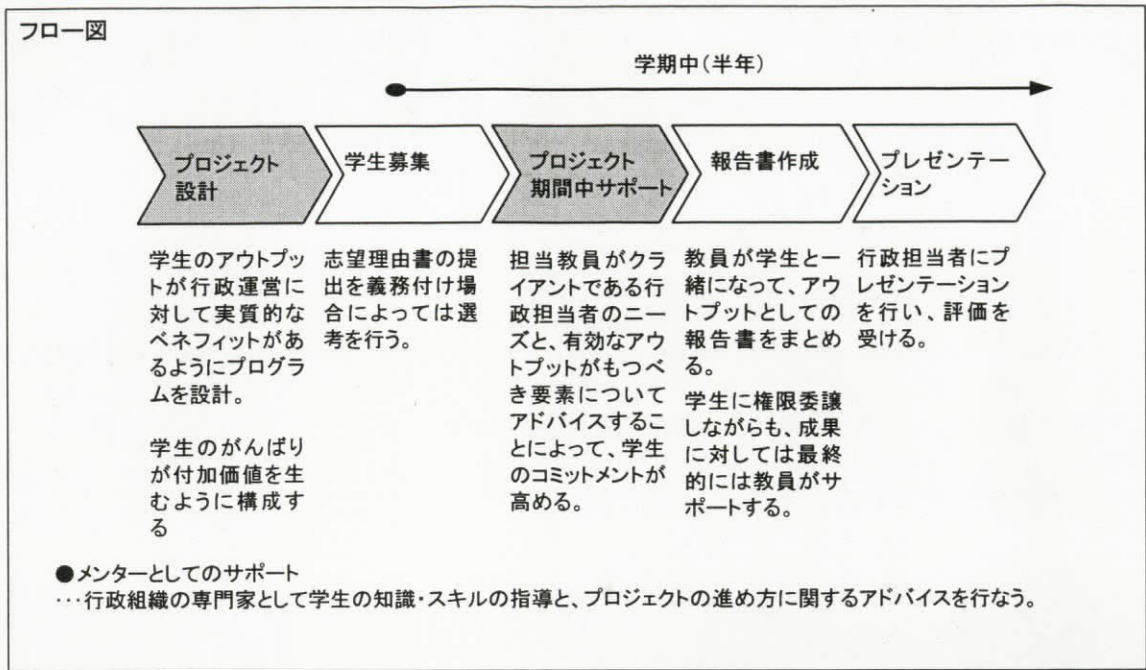 フロー図
学期中(半年)
プロジェクト
設計
学生募集
プロジェクト
期間中サポート
報告書作成
プレゼンテー
ション
学生のアウトプッ
トが行政運営に
対して実質的な
ベネフィットがあ
るようにプログラ
ムを設計。
学生のがんばり
が付加価値を生
むように構成す
る
志望理由書の提
出を義務付け場
合によっては選
考を行う。
担当教員がクラ
イアントである行
政担当者のニー
ズと、有効なアウ
トプットがもつべ
き要素について
アドバイスするこ
とによって、学生
のコミットメントが
高める。
教員が学生と一
緒になって、アウ
トプットとしての
報告書をまとめ
る。
学生に権限委譲
しながらも、成果
に対しては最終
的には教員がサ
ポートする。
行政担当者にプ
レゼンテーション
を行い、評価を
受ける。
●メンターとしてのサポート
…行政組織の専門家として学生の知識・スキルの指導と、プロジェクトの進め方に関するアドバイスを行なう。